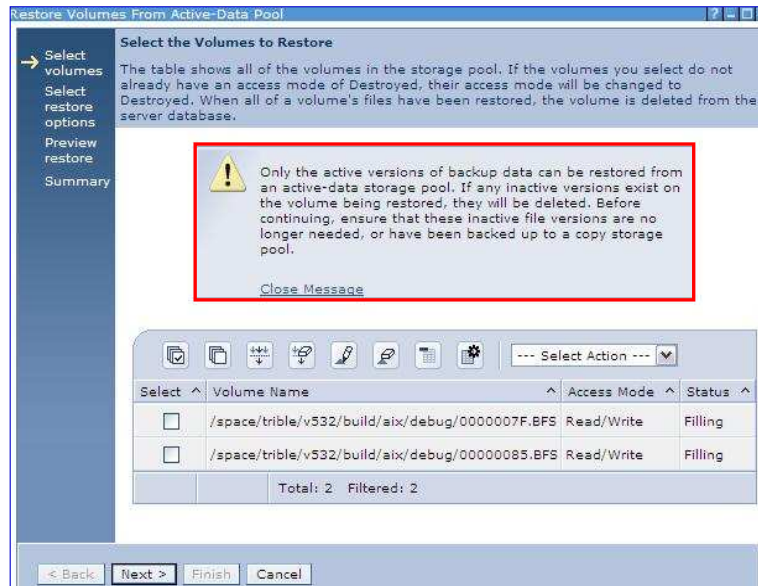 Restore Volumes From Active-Data Pool
Select volumes
Select restore options
Preview restore
Summary
Select the Volumes to Restore
The table shows all of the volumes in the storage pool. If the volumes you select do not
already have an access mode of Destroyed, their access mode will be changed to
Destroyed. When all of a volume's files have been restored, the volume is deleted from the
server database.
Only the active versions of backup data can be restored from
an active-data storage pool. If any inactive versions exist on
the volume being restored, they will be deleted. Before
continuing, ensure that these inactive file versions are no
longer needed, or have been backed up to a copy storage
pool.
Close Message
--- Select Action ---
Select ^ Volume Name ^ Access Mode ^ Status ^
/space/trible/v532/build/aix/debug/0000007F.BFS Read/Write Filling
/space/trible/v532/build/aix/debug/00000085.BFS Read/Write Filling
Total: 2 Filtered: 2
< Back Next > Finish Cancel